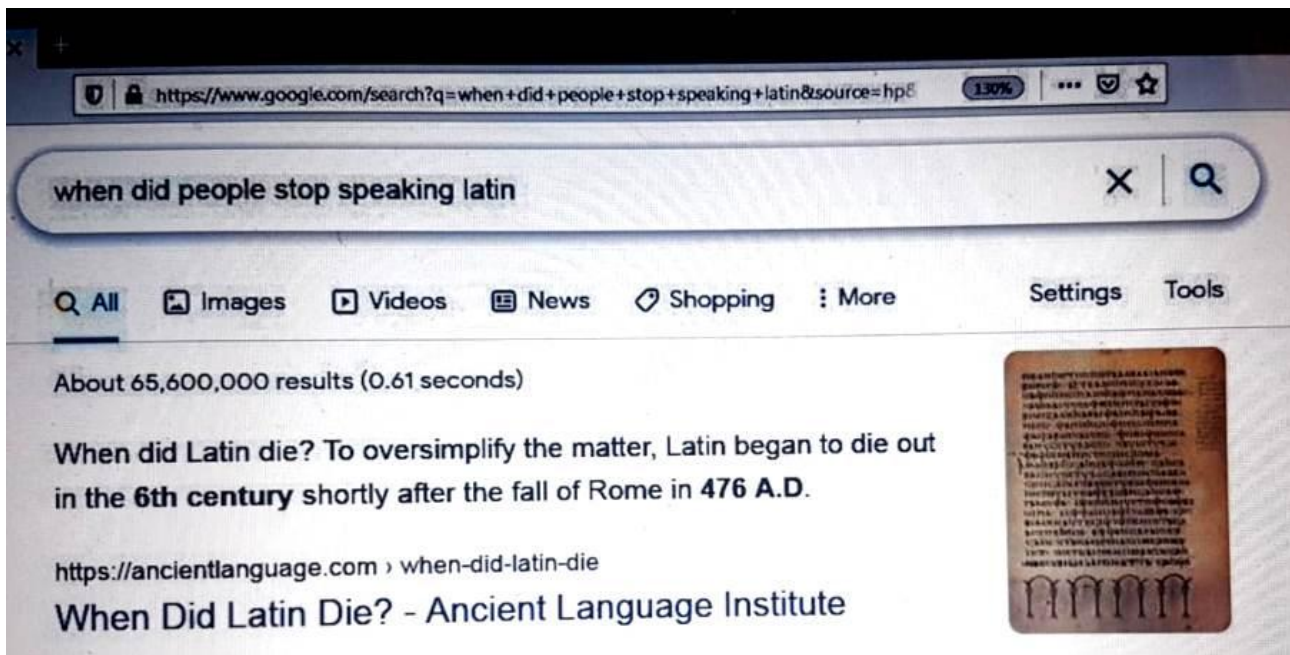 https://www.google.com/search?q=when+did+people+stop+speaking+latin&source=hp8 130%
when did people stop speaking latin
All Images Videos News Shopping More Settings Tools
About 65,600,000 results (0.61 seconds)
When did Latin die? To oversimplify the matter, Latin began to die out
in the 6th century shortly after the fall of Rome in 476 A.D.
https://ancientlanguage.com › when-did-latin-die
When Did Latin Die? - Ancient Language Institute